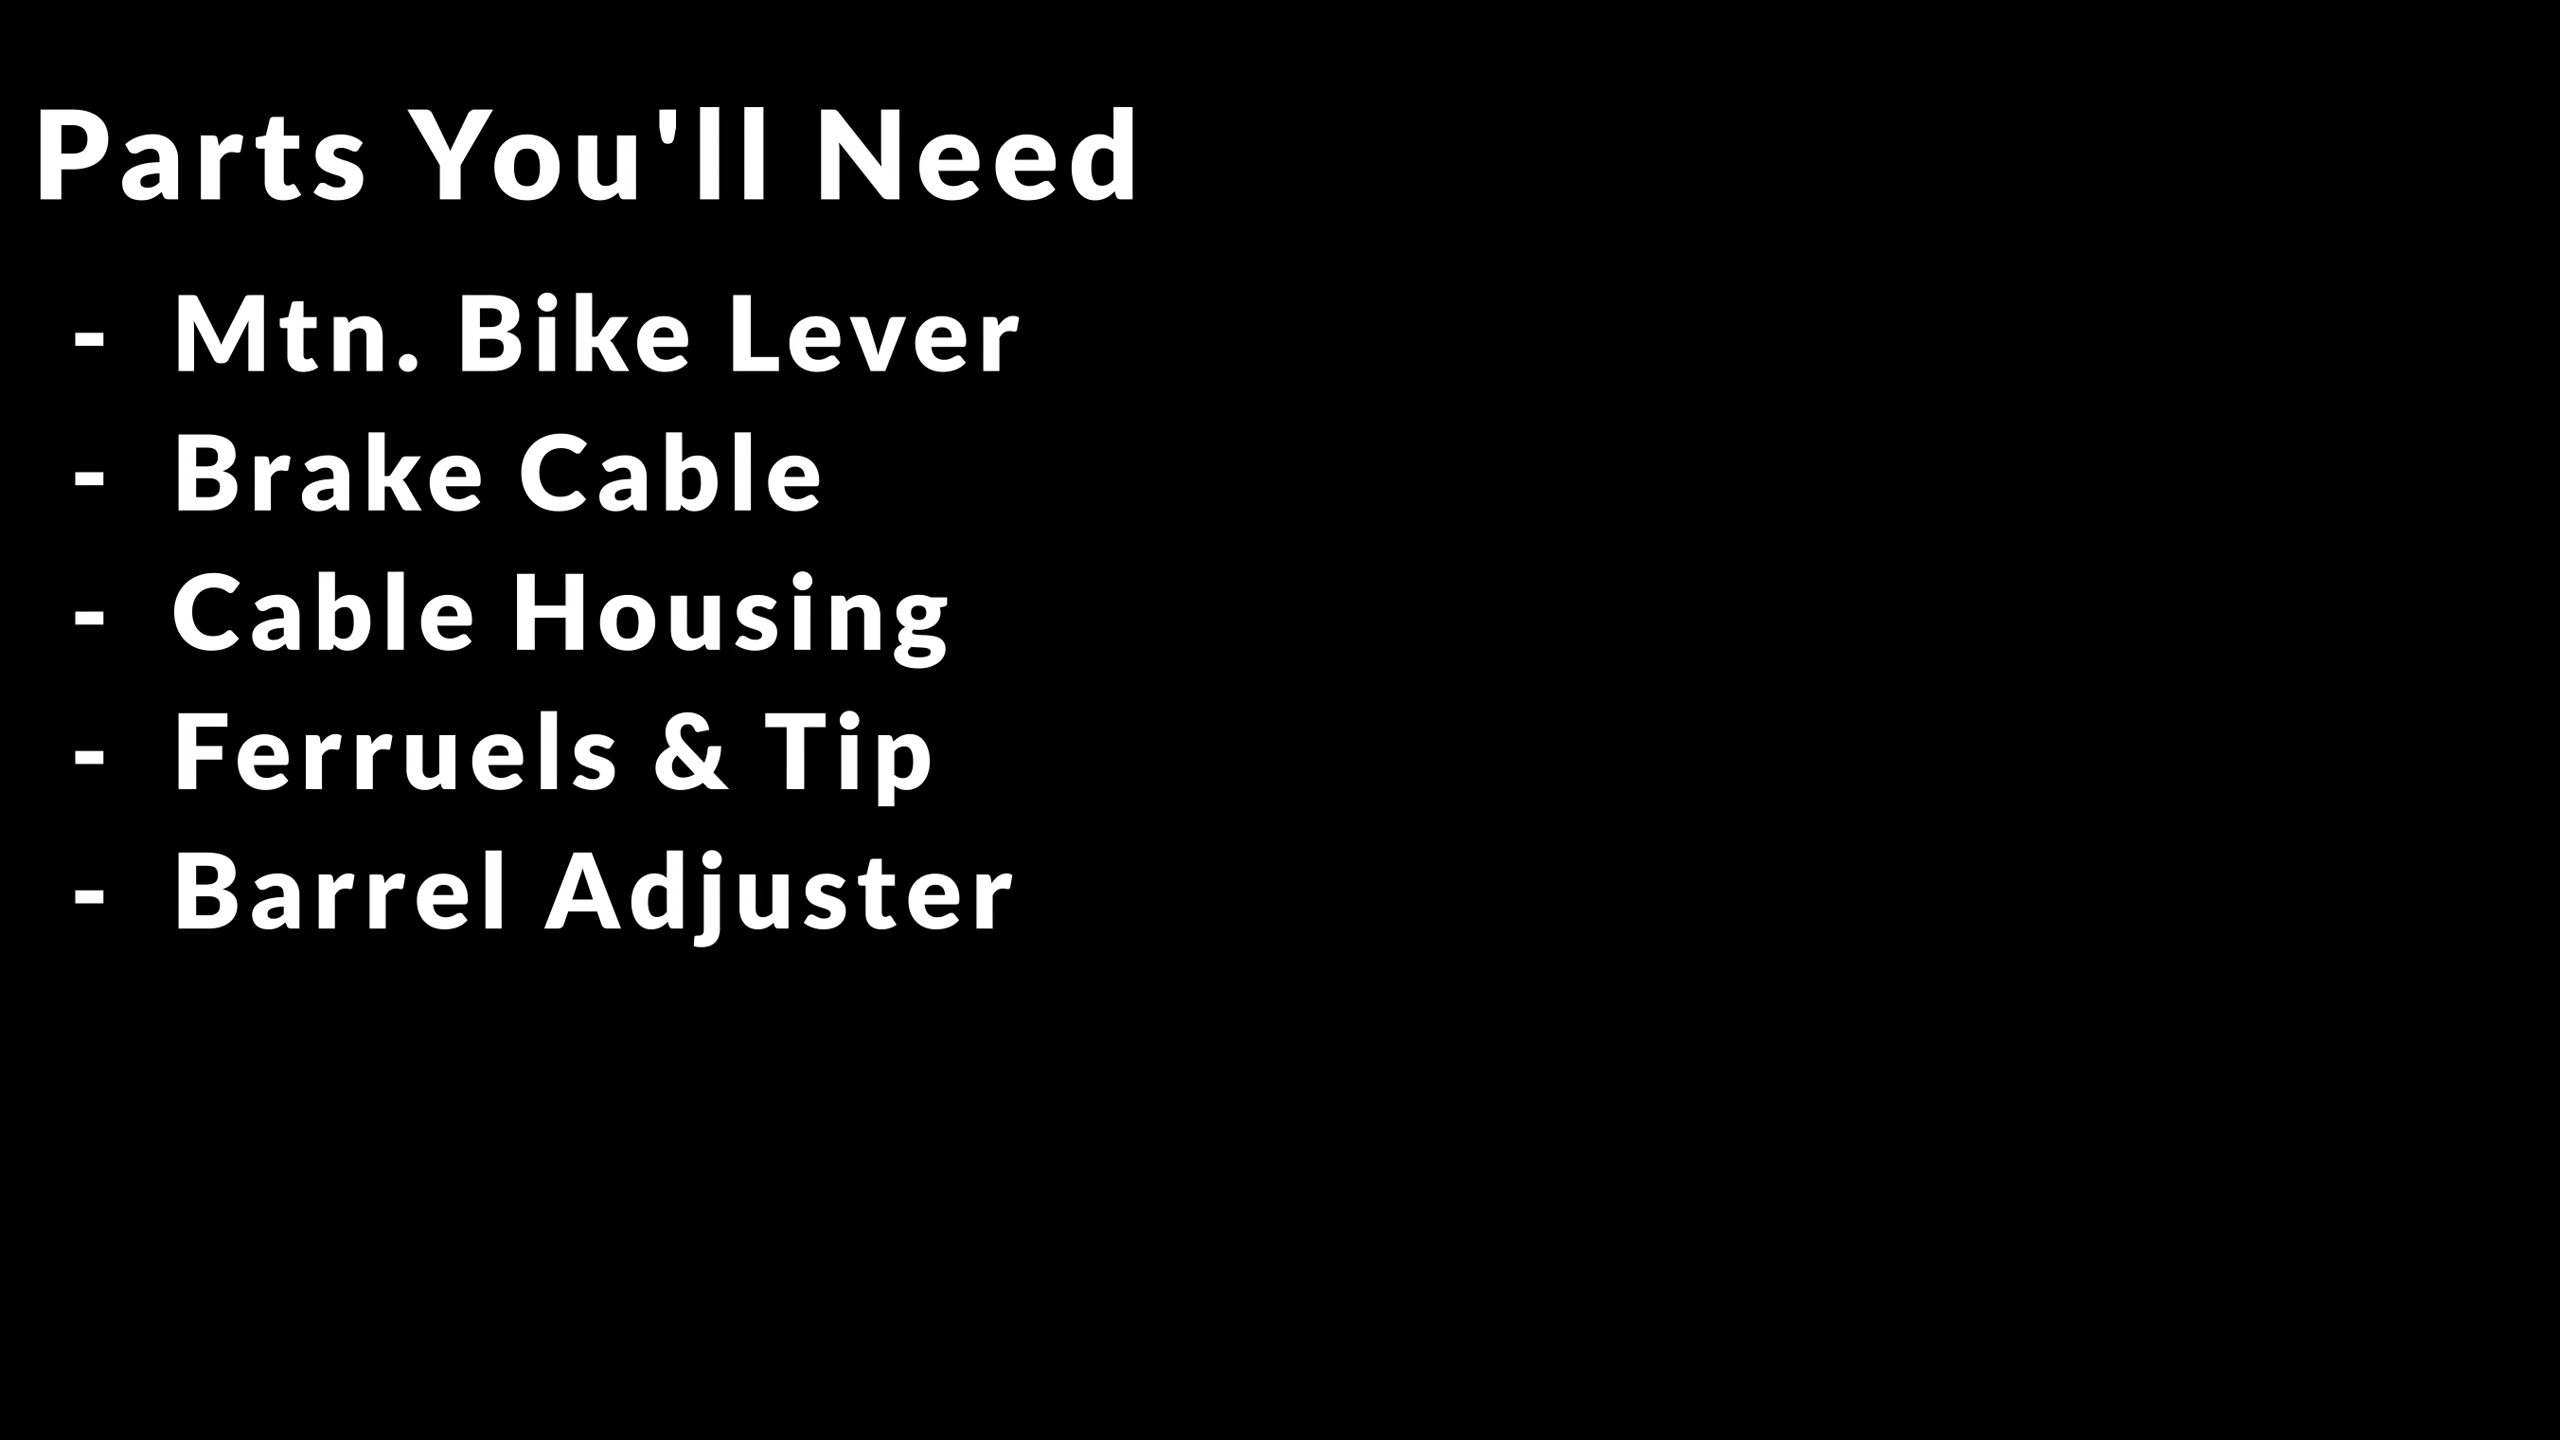 Parts You'll Need
- Mtn. Bike Lever
- Brake Cable
- Cable Housing
- Ferruels & Tip
- Barrel Adjuster